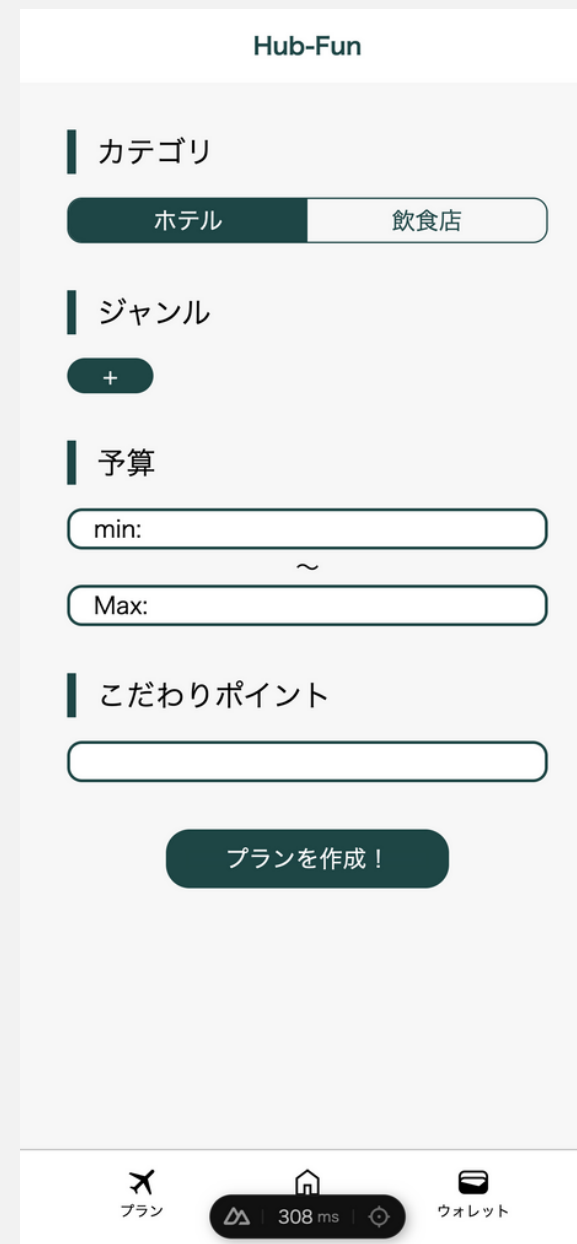 Hub-Fun
カテゴリ
ホテル 飲食店
ジャンル
+
予算
min:
〜
Max:
こだわりポイント
プランを作成！
プラン ウォレット
308 ms